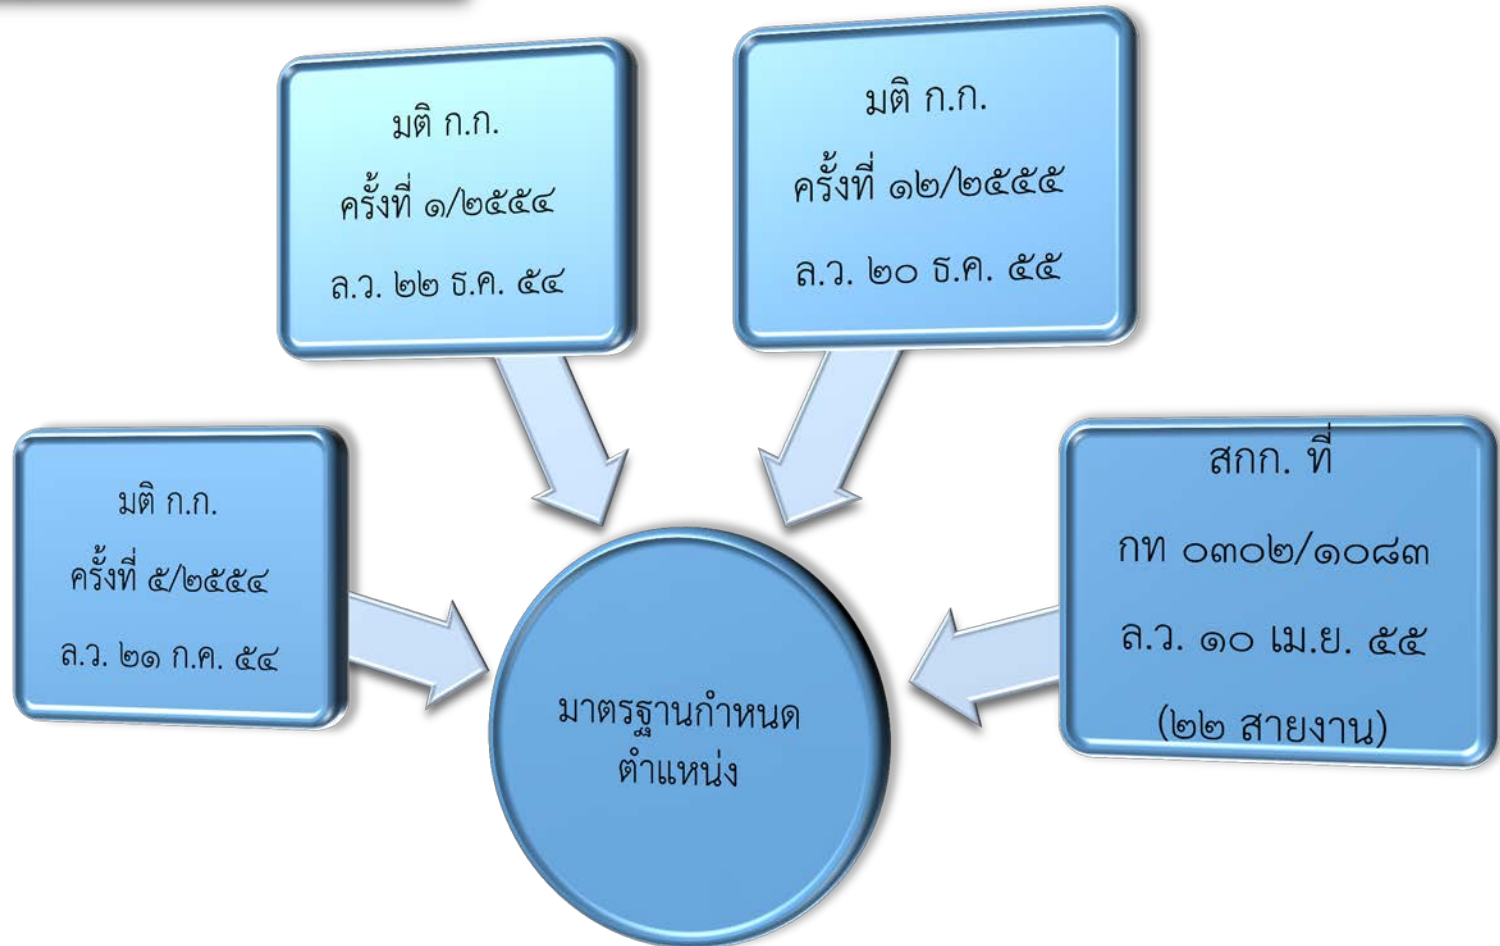 มติ ก.ก.
ครั้งที่ ๑/๒๕๕๔
ล.ว. ๒๒ ธ.ค. ๕๔
มติ ก.ก.
ครั้งที่ ๑๒/๒๕๕๕
ล.ว. ๒๐ ธ.ค. ๕๕
มติ ก.ก.
ครั้งที่ ๕/๒๕๕๔
ล.ว. ๒๑ ก.ค. ๕๔
สกก. ที่
กท ๐๓๐๒/๑๐๘๓
ล.ว. ๑๐ เม.ย. ๕๕
(๒๒ สายงาน)
มาตรฐานกำหนด
ตำแหน่ง